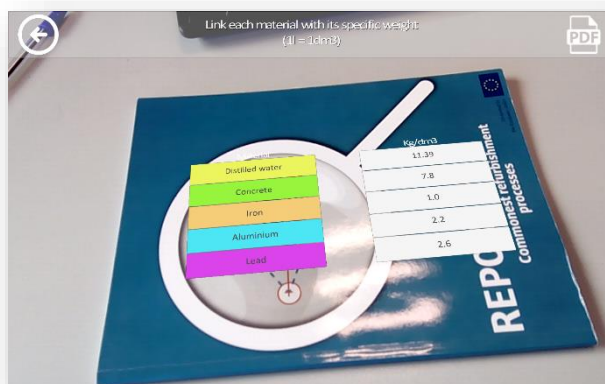 Link each material with its specific weight
(1l = 1dm3)
PDF
Kg/dm3
Distilled water
Concrete
Iron
Aluminium
Lead
11.39
7.8
1.0
2.2
2.6
REPO
Commonest refurbishment
processes